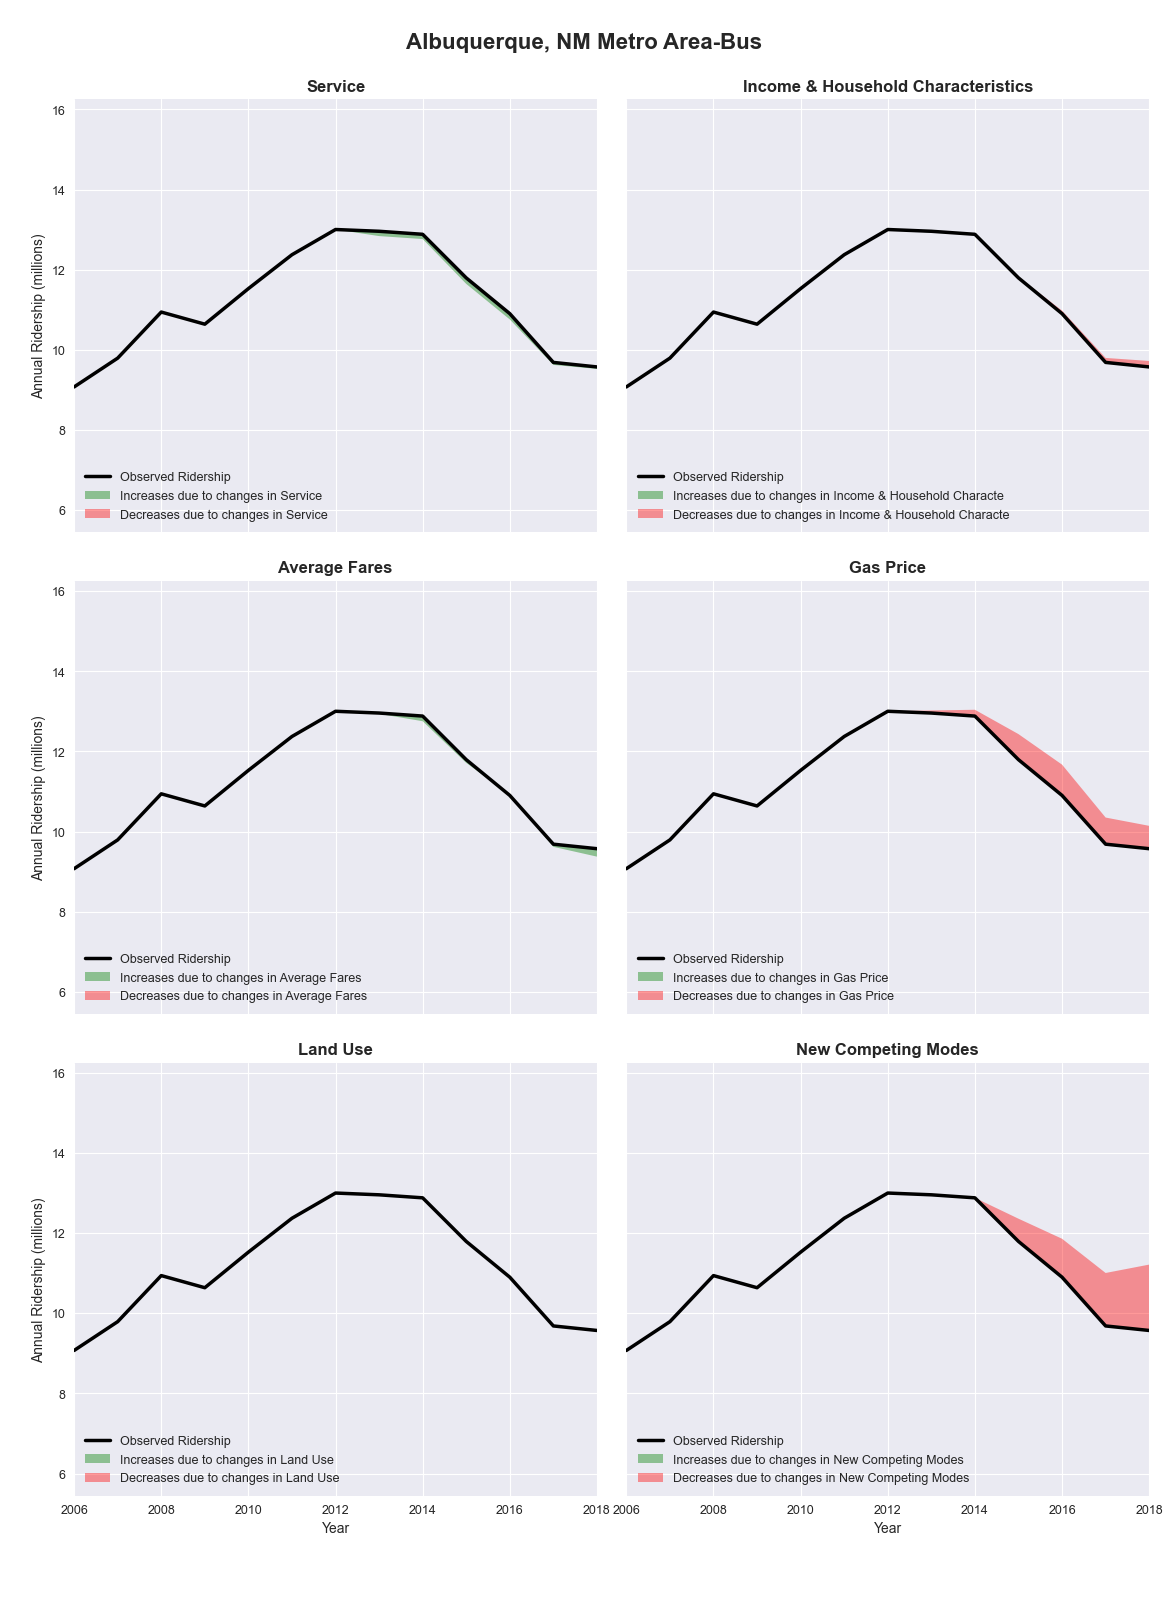 Albuquerque, NM Metro Area-Bus
Service
16
14
12
10
8
6
Annual Ridership (millions)
Observed Ridership
Increases due to changes in Service
Decreases due to changes in Service
Income & Household Characteristics
Observed Ridership
Increases due to changes in Income & Household Characte
Decreases due to changes in Income & Household Characte
Average Fares
16
14
12
10
8
6
Annual Ridership (millions)
Observed Ridership
Increases due to changes in Average Fares
Decreases due to changes in Average Fares
Gas Price
Observed Ridership
Increases due to changes in Gas Price
Decreases due to changes in Gas Price
Land Use
16
14
12
10
8
6
Annual Ridership (millions)
Observed Ridership
Increases due to changes in Land Use
Decreases due to changes in Land Use
2006 2008 2010 2012 2014 2016 2018
Year
New Competing Modes
Observed Ridership
Increases due to changes in New Competing Modes
Decreases due to changes in New Competing Modes
2006 2008 2010 2012 2014 2016 2018
Year